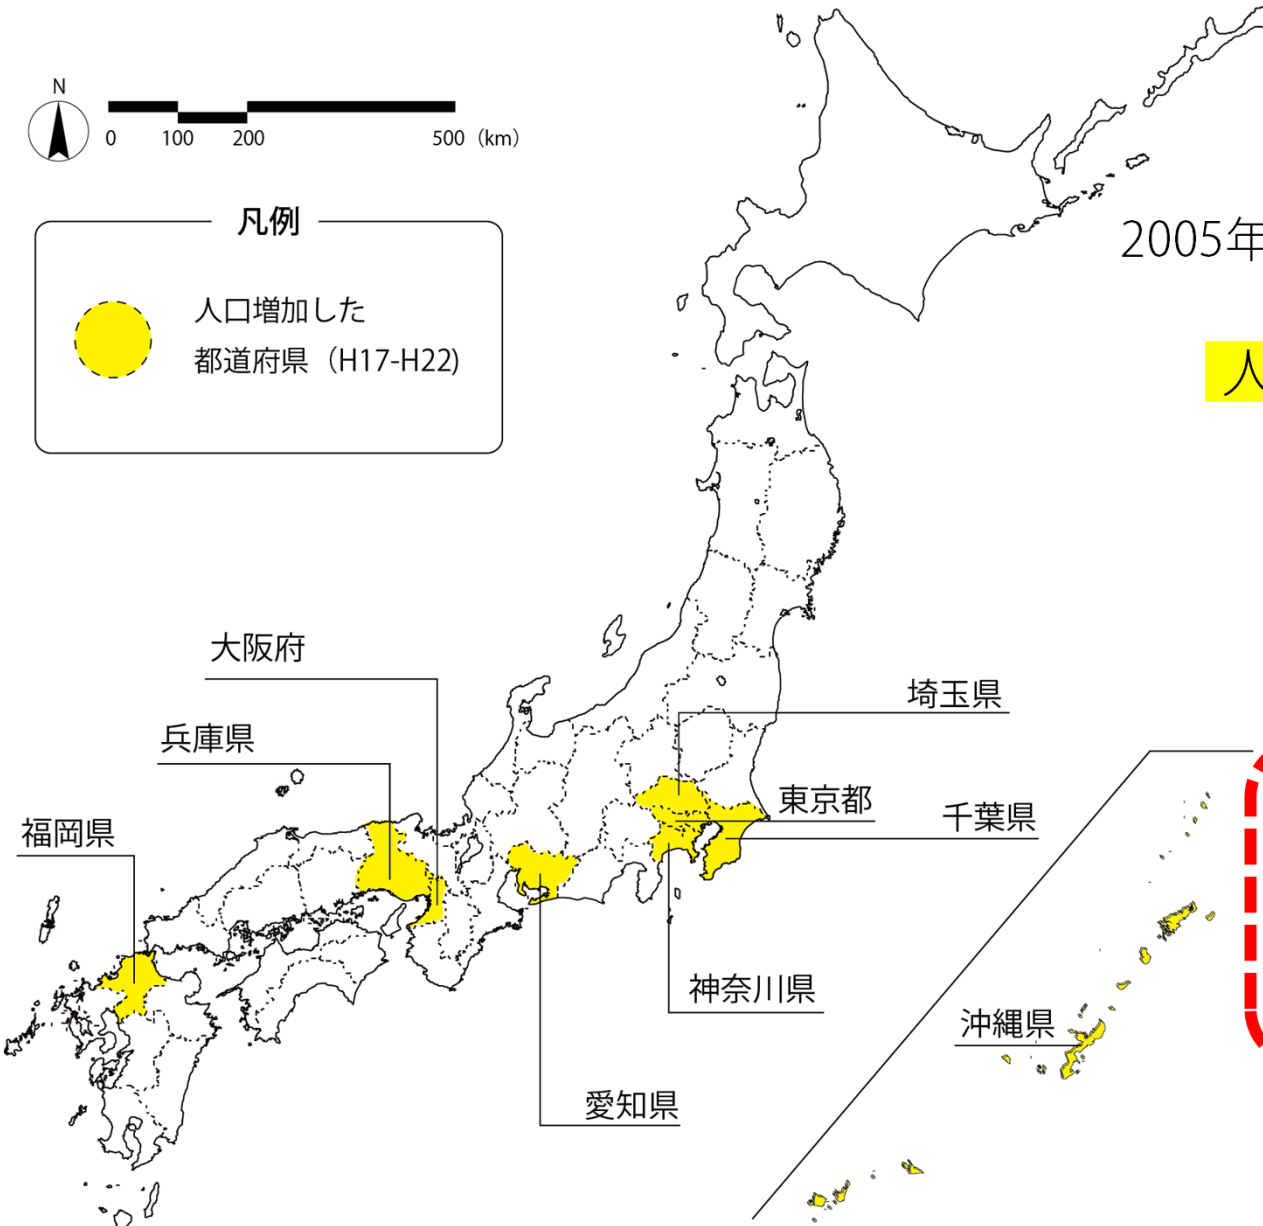 N
0 100 200 500 (km)
凡例
人口増加した
都道府県（H17-H22)
2005年
人
大阪府
兵庫県
福岡県
埼玉県
東京都
千葉県
神奈川県
愛知県
沖縄県